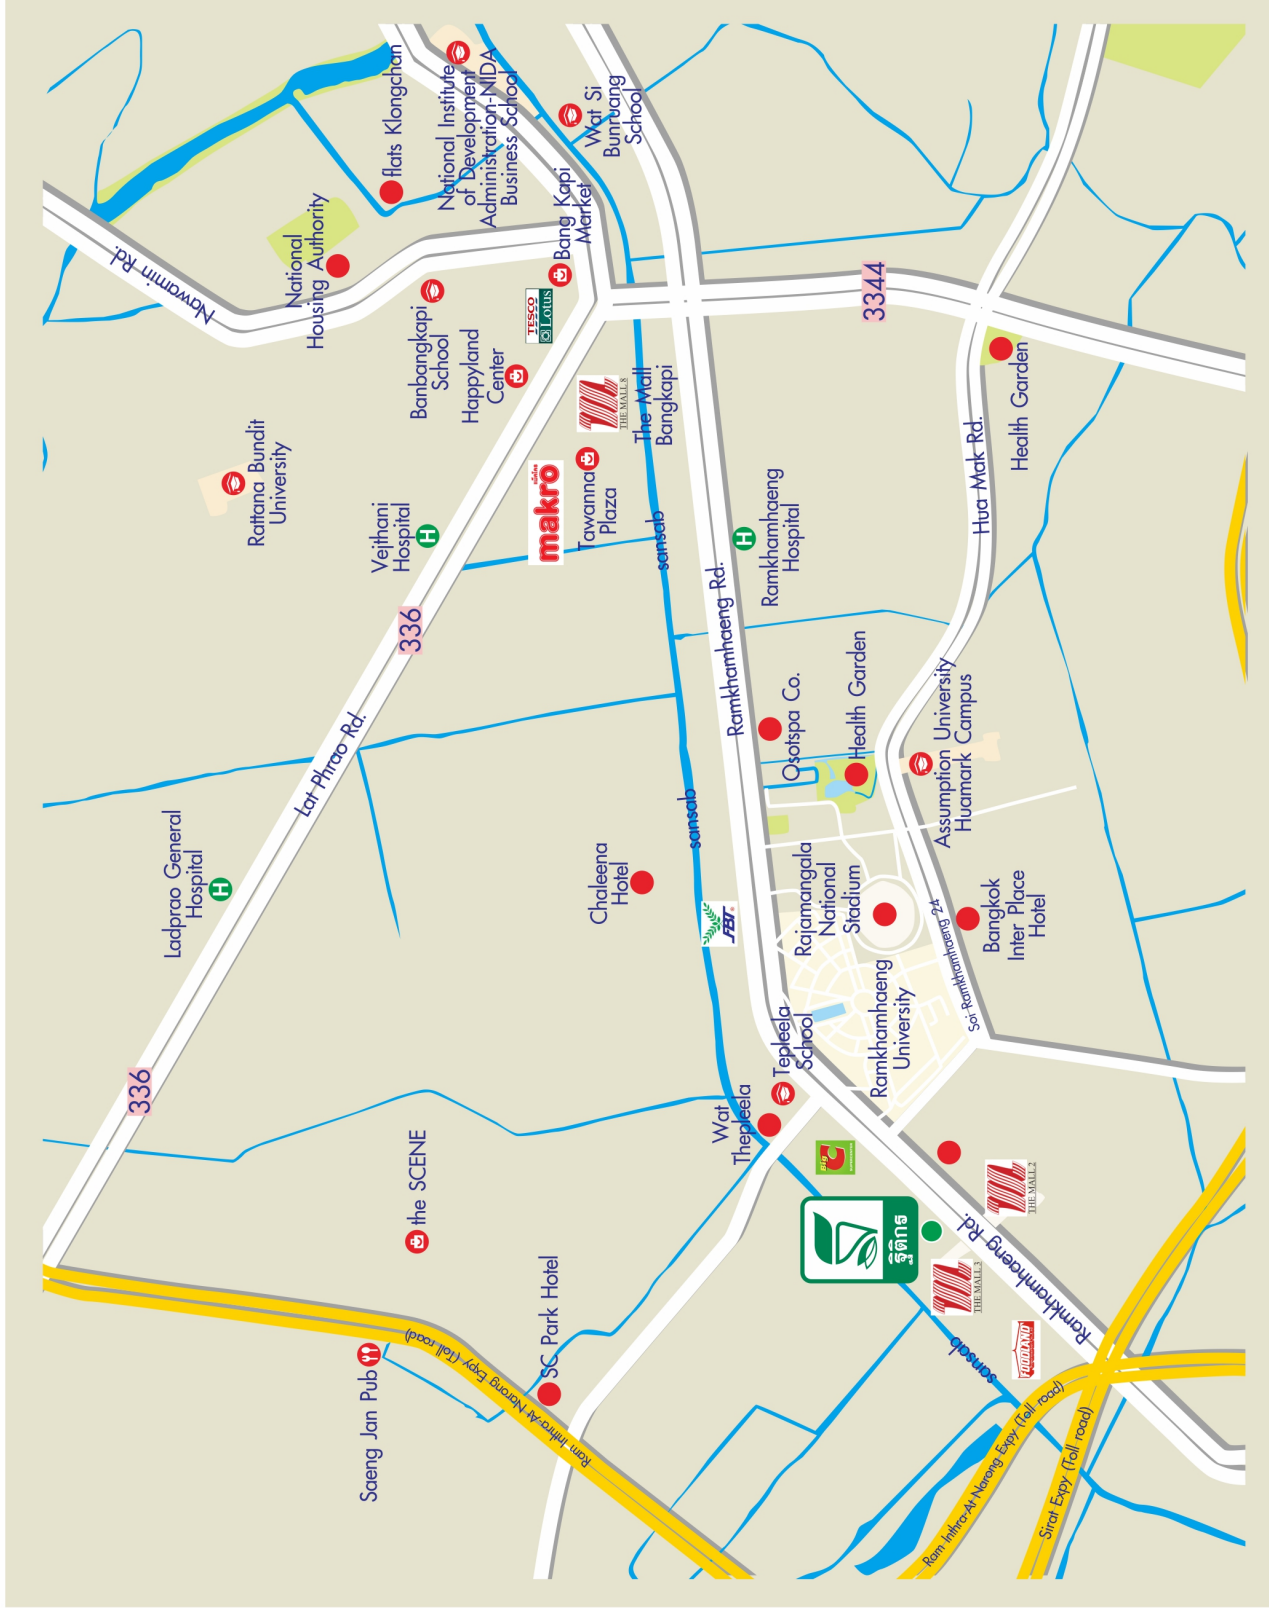 336
Lat Phrao Rd.
336
Nawamin Rd.
Ladprao General
Hospital
Rattana Bundit
University
Vejthani
Hospital
National
Housing Authority
flats Klongchan
National Institute
of Development
Administration-NIDA
Business School
Wat Si
Bunruang
School
Banbangkapi
School
Happyland
Center
Bang Kapi
Market
TESCO
Lotus
THE MALL 8
The Mall
Bangkapi
makro
Tawanna
Plaza
sansab
sansab
sansab
Ramkhamhaeng Rd.
Ramkhamhaeng
Hospital
3344
Hua Mak Rd.
Health Garden
Osotspa Co.
Health Garden
Assumption University
Huamark Campus
Rajamangala
National
Stadium
Bangkok
Inter Place
Hotel
Soi Ramkhamhaeng 24
Ramkhamhaeng
University
Tepleela
School
Wat
Thepleela
Chaleena
Hotel
FBT
Big C
the SCENE
Saeng Jan Pub
SC Park Hotel
Ram Inthra-At Narong Expy (Toll road)
ฐิติกร
THE MALL 2
THE MALL 3
FOODLAND
Ramkhamhaeng Rd.
Ram Inthra-At Narong Expy (Toll road)
Sirat Expy (Toll road)